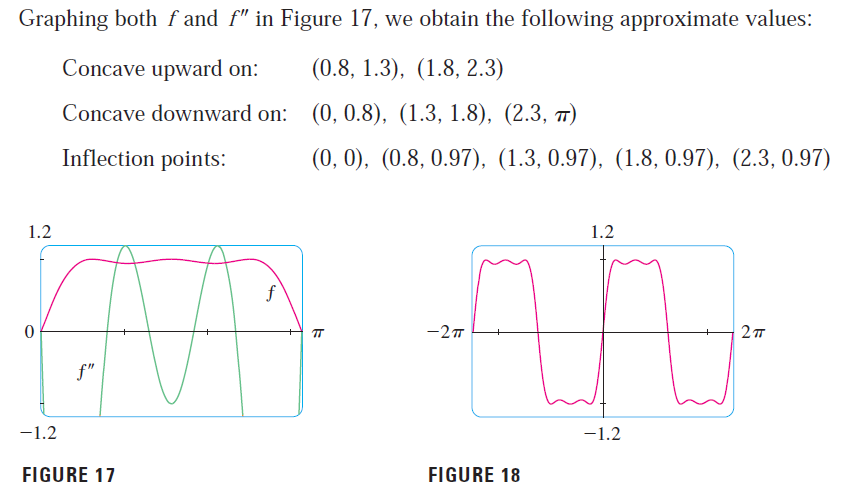 Graphing both f and f″ in Figure 17, we obtain the following approximate values:
Concave upward on: (0.8, 1.3), (1.8, 2.3)
Concave downward on: (0, 0.8), (1.3, 1.8), (2.3, π)
Inflection points: (0, 0), (0.8, 0.97), (1.3, 0.97), (1.8, 0.97), (2.3, 0.97)
1.2
f
0
π
f″
−1.2
FIGURE 17
1.2
−2π
2π
−1.2
FIGURE 18